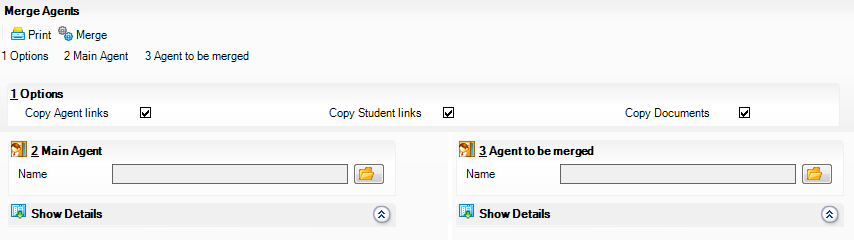 Merge Agents
Print Merge
1 Options 2 Main Agent 3 Agent to be merged
1 Options
Copy Agent links Copy Student links Copy Documents
2 Main Agent 3 Agent to be merged
Name Name
Show Details Show Details